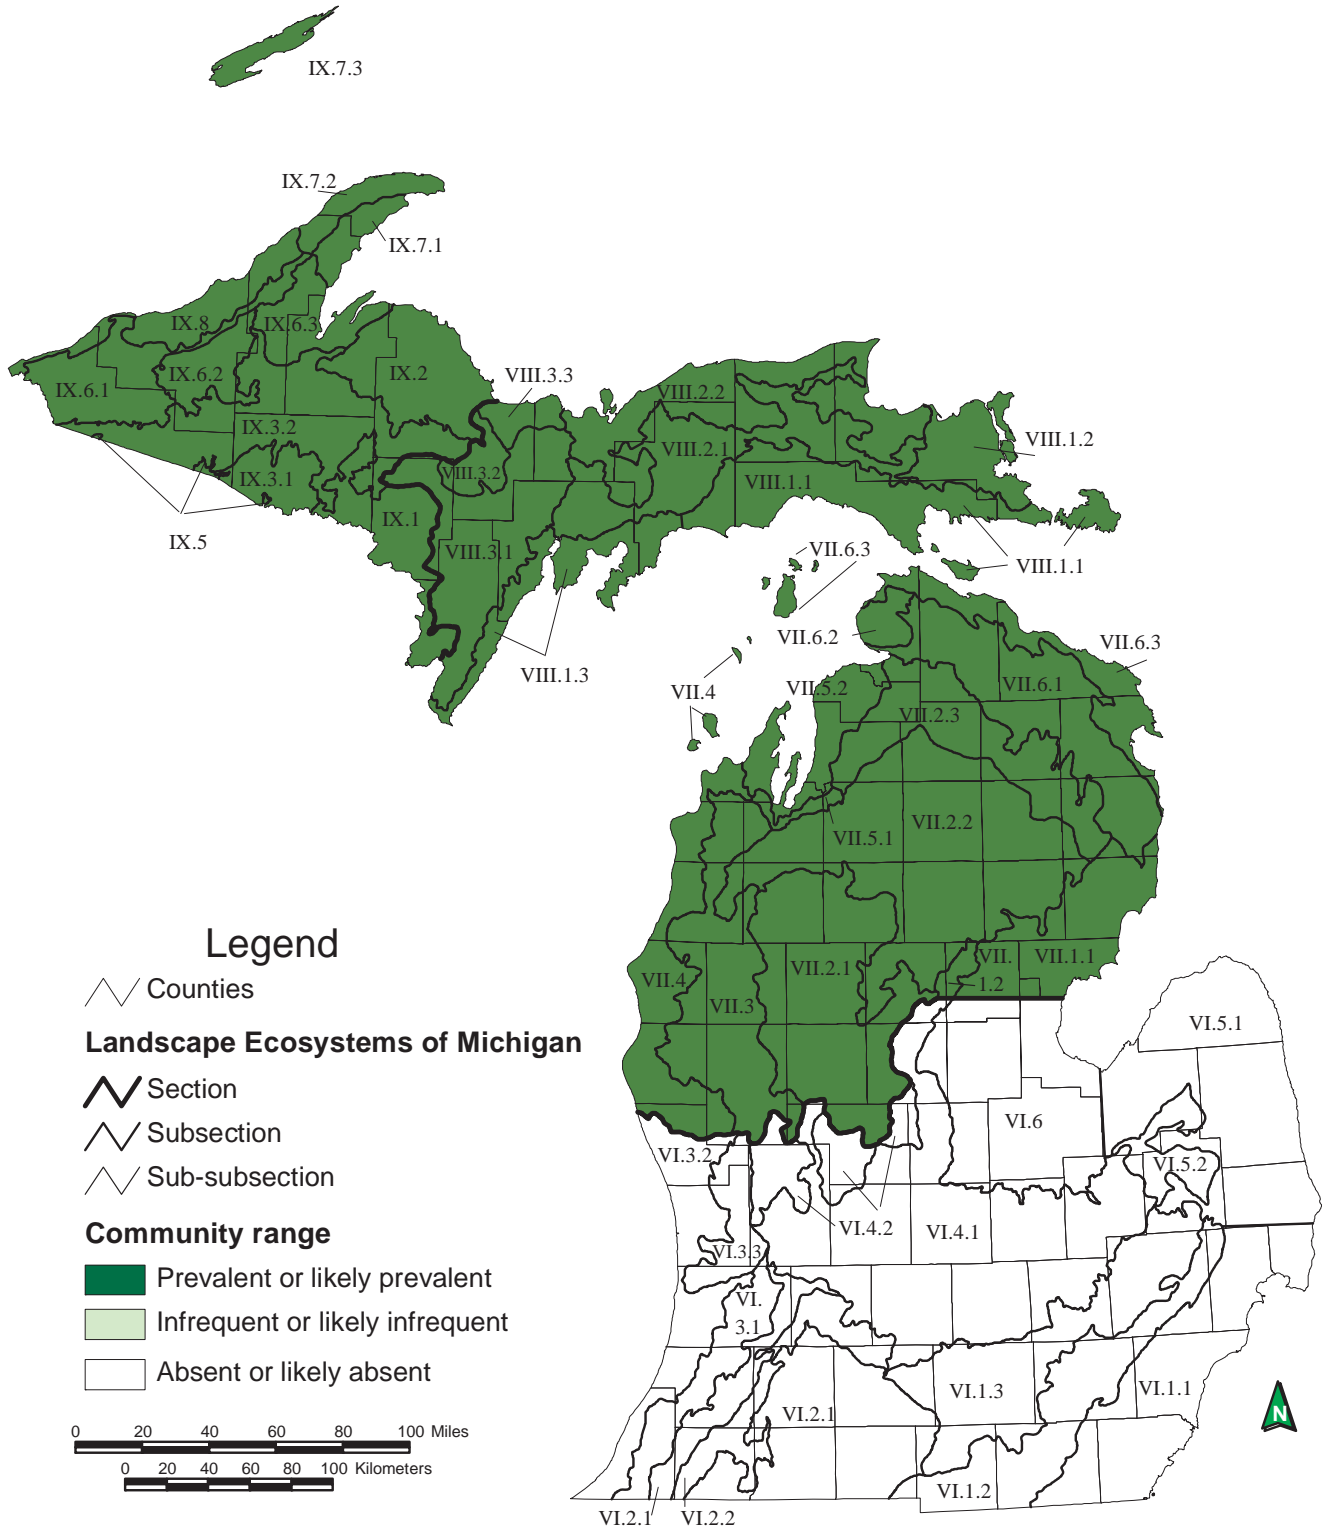 IX.7.3
IX.7.2
IX.7.1
IX.8
IX.6.3
IX.6.2
IX.6.1
IX.2
VIII.3.3
VIII.2.2
IX.3.2
VIII.2.1
VIII.1.2
IX.3.1
VIII.3.2
VIII.1.1
IX.1
IX.5
VIII.3.1
VII.6.3
VIII.1.1
VII.6.2
VII.6.3
VIII.1.3
VII.4
VII.5.2
VII.6.1
VII.2.3
VII.5.1
VII.2.2
VII.4
VII.3
VII.2.1
VII.
1.2
VII.1.1
VI.5.1
VI.6
VI.3.2
VI.5.2
VI.4.2
VI.4.1
VI.3.3
VI.
3.1
VI.1.3
VI.1.1
VI.2.1
VI.1.2
VI.2.1
VI.2.2
Legend
Counties
Landscape Ecosystems of Michigan
Section
Subsection
Sub-subsection
Community range
Prevalent or likely prevalent
Infrequent or likely infrequent
Absent or likely absent
0 20 40 60 80 100 Miles
0 20 40 60 80 100 Kilometers
N